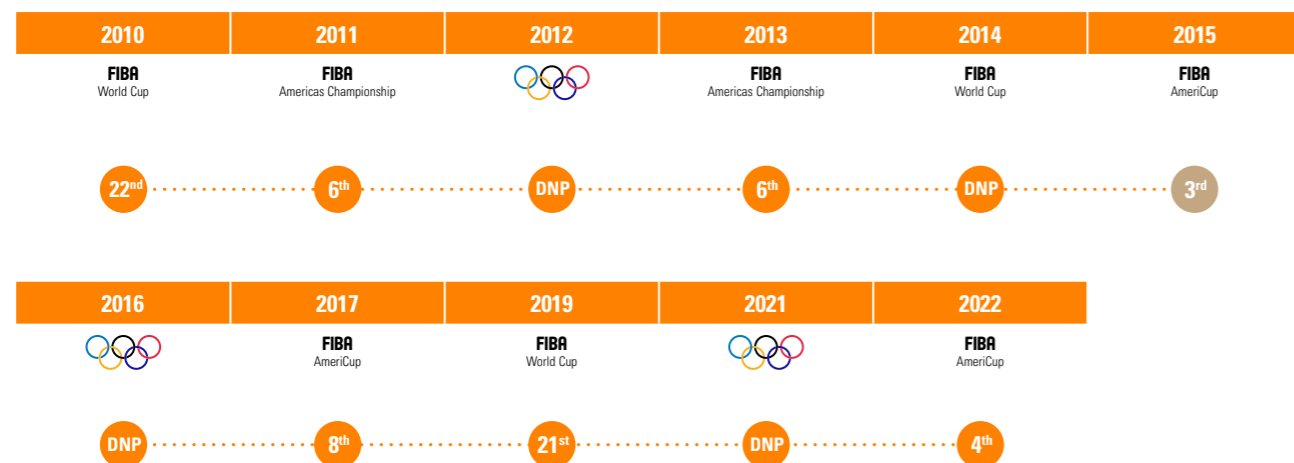 2010 2011 2012 2013 2014 2015
FIBA FIBA FIBA FIBA FIBA
World Cup Americas Championship Americas Championship World Cup AmeriCup
22nd 6th DNP 6th DNP 3rd
2016 2017 2019 2021 2022
FIBA FIBA FIBA
AmeriCup World Cup AmeriCup
DNP 8th 21st DNP 4th